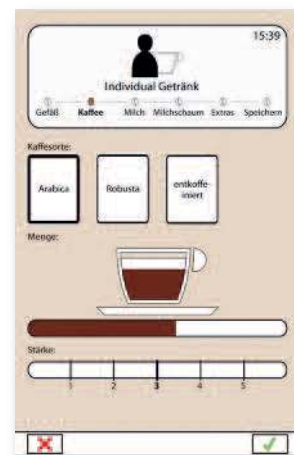 15:39
Individual Getränk
Gefäß Kaffee Milch Milchschaum Extras Speichern
Kaffesorte:
Arabica Robusta entkoffe-
iniert
Menge:
Stärke:
1 2 3 4 5